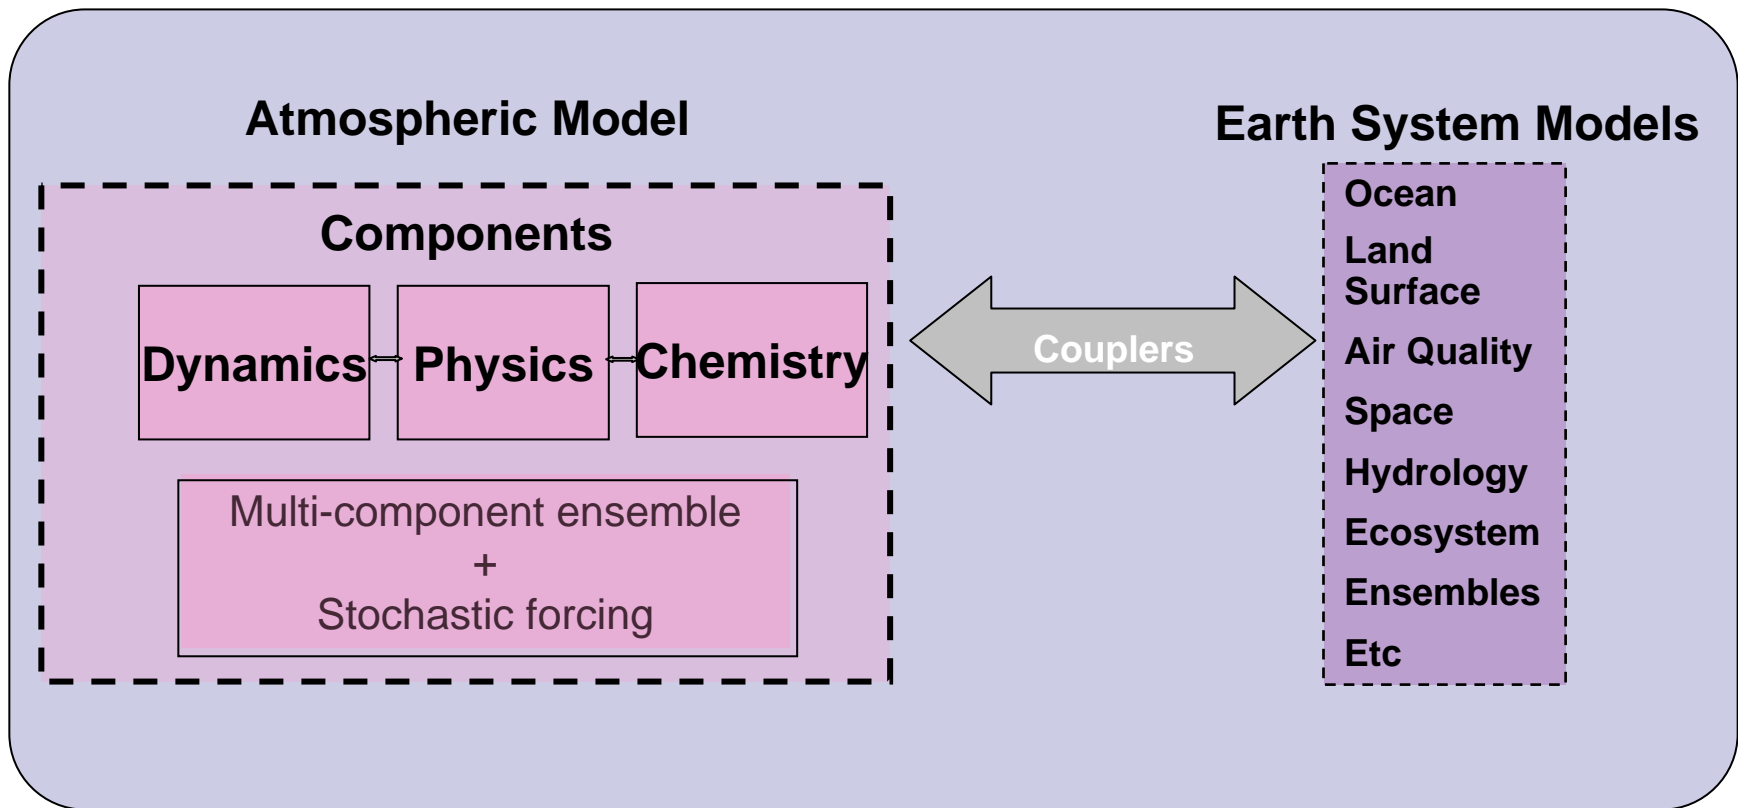 Atmospheric Model
Components
Dynamics
Physics
Chemistry
Multi-component ensemble
+
Stochastic forcing
Couplers
Earth System Models
Ocean
Land
Surface
Air Quality
Space
Hydrology
Ecosystem
Ensembles
Etc